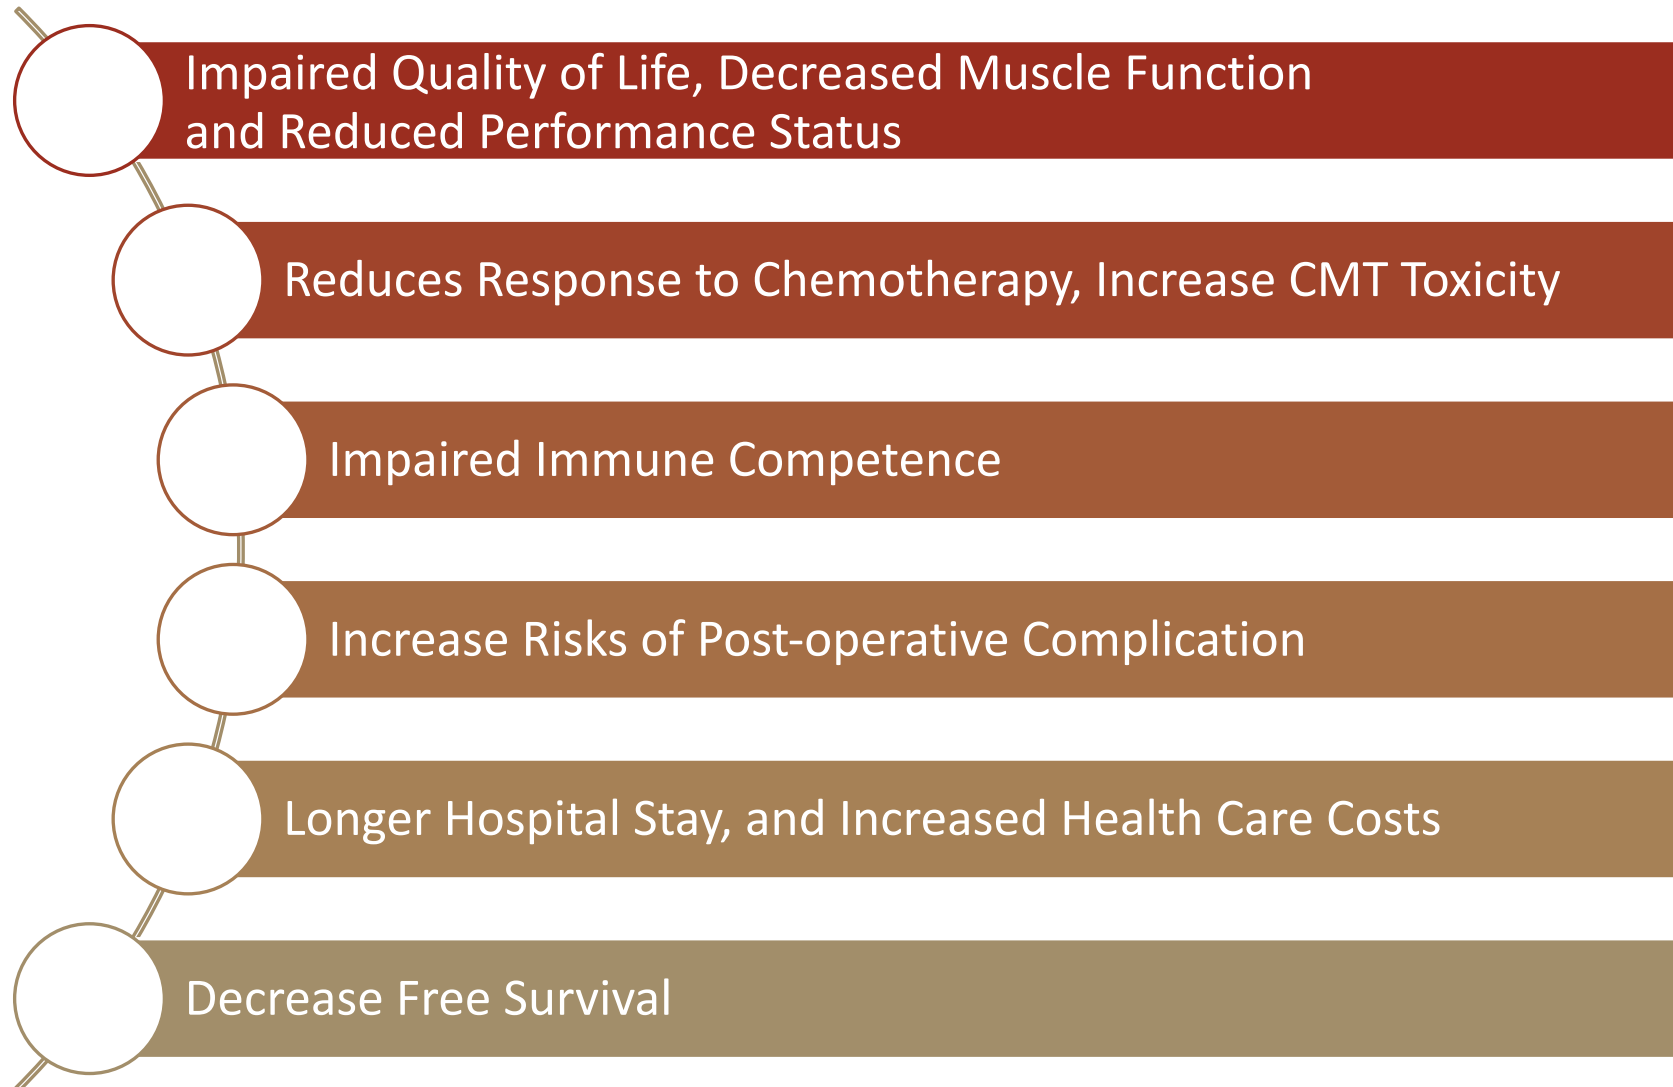 Impaired Quality of Life, Decreased Muscle Function
and Reduced Performance Status
Reduces Response to Chemotherapy, Increase CMT Toxicity
Impaired Immune Competence
Increase Risks of Post-operative Complication
Longer Hospital Stay, and Increased Health Care Costs
Decrease Free Survival